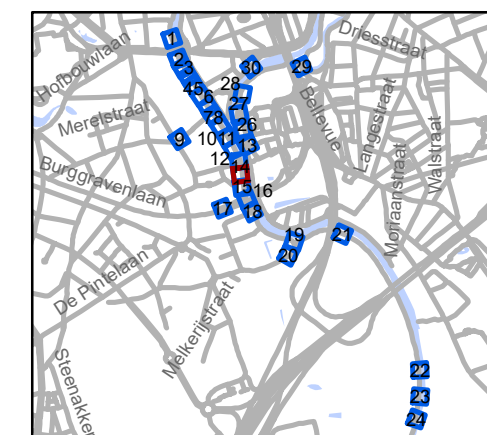 1
Driesstraat
Hofbouwlaan
2
3
30
29
4
5
6
28
27
Bellevue
Langestraat
Merelstraat
7
8
26
Walstraat
9
10
11
13
12
14
Burggravenlaan
15
16
Moriaanstraat
17
18
19
21
20
De Pintelaan
Melkerijstraat
Steenakker
22
23
24